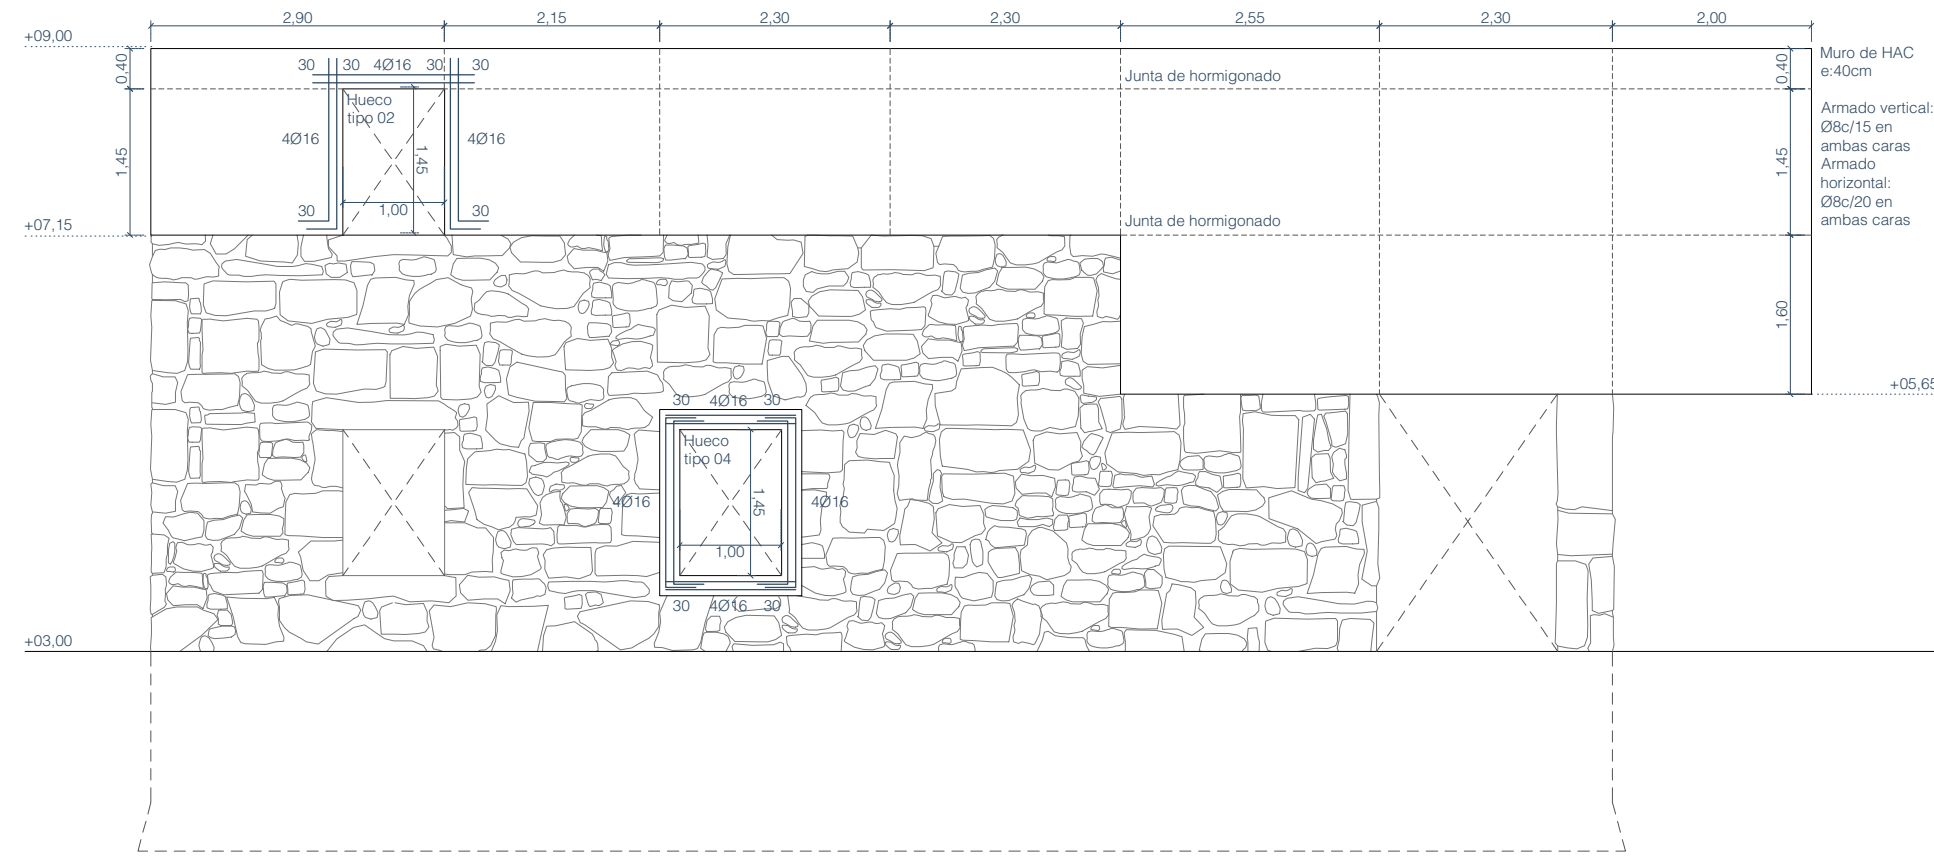 2,90
2,15
2,30
2,30
2,55
2,30
2,00
+09,00
0,40
30
30
4Ø16
30
30
Junta de hormigonado
0,40
Muro de HAC
e:40cm
Hueco
tipo 02
4Ø16
4Ø16
1,45
1,45
1,45
Armado vertical:
Ø8c/15 en
ambas caras
Armado
horizontal:
Ø8c/20 en
ambas caras
30
1,00
30
+07,15
Junta de hormigonado
1,60
+05,65
30
4Ø16
30
Hueco
tipo 04
4Ø16
1,45
4Ø16
1,00
30
4Ø16
30
+03,00